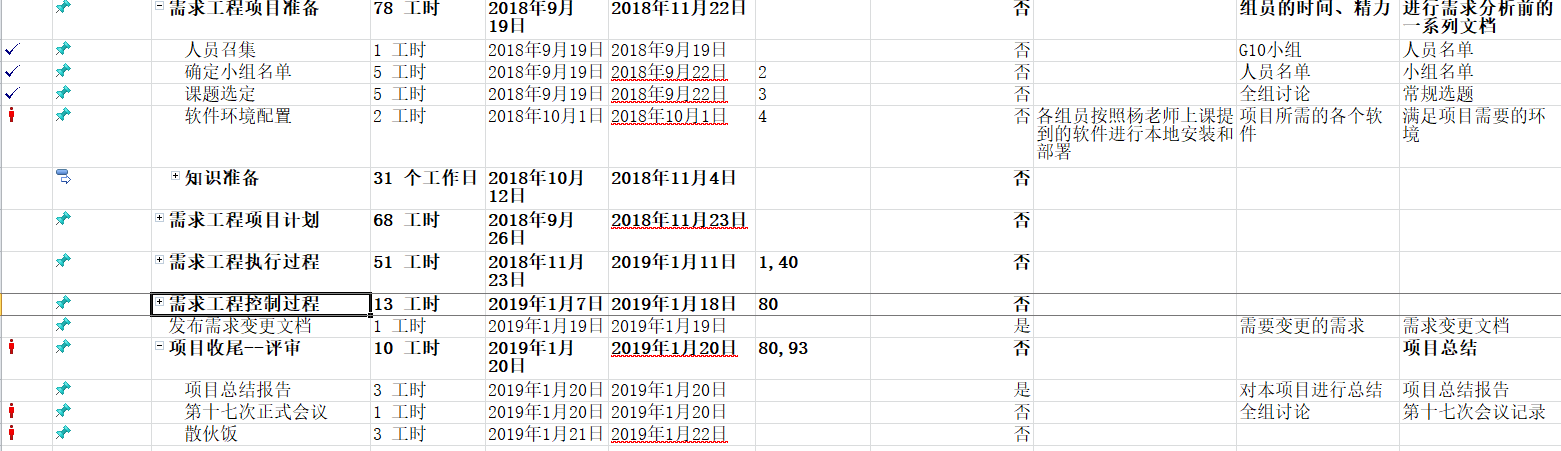 需求工程项目准备 78 工时 2018年9月 2018年11月22日 否 组员的时间、精力 进行需求分析前的
19日 一系列文档
人员召集 1 工时 2018年9月19日 2018年9月19日 否 G10小组 人员名单
确定小组名单 5 工时 2018年9月19日 2018年9月22日 2 否 人员名单 小组名单
课题选定 5 工时 2018年9月19日 2018年9月22日 3 否 全组讨论 常规选题
软件环境配置 2 工时 2018年10月1日 2018年10月1日 4 否 各组员按照杨老师上课提 项目所需的各个软 满足项目需要的环
到的软件进行本地安装和 件 境
部署
知识准备 31 个工作日 2018年10月 2018年11月4日 否
12日
需求工程项目计划 68 工时 2018年9月 2018年11月23日 否
26日
需求工程执行过程 51 工时 2018年11月 2019年1月11日 1,40 否
23日
需求工程控制过程 13 工时 2019年1月7日 2019年1月18日 80 否
发布需求变更文档 1 工时 2019年1月19日 2019年1月19日 是 需要变更的需求 需求变更文档
项目收尾--评审 10 工时 2019年1月 2019年1月20日 80,93 否 项目总结
20日
项目总结报告 3 工时 2019年1月20日 2019年1月20日 是 对本项目进行总结 项目总结报告
第十七次正式会议 1 工时 2019年1月20日 2019年1月20日 否 全组讨论 第十七次会议记录
散伙饭 3 工时 2019年1月21日 2019年1月22日 否